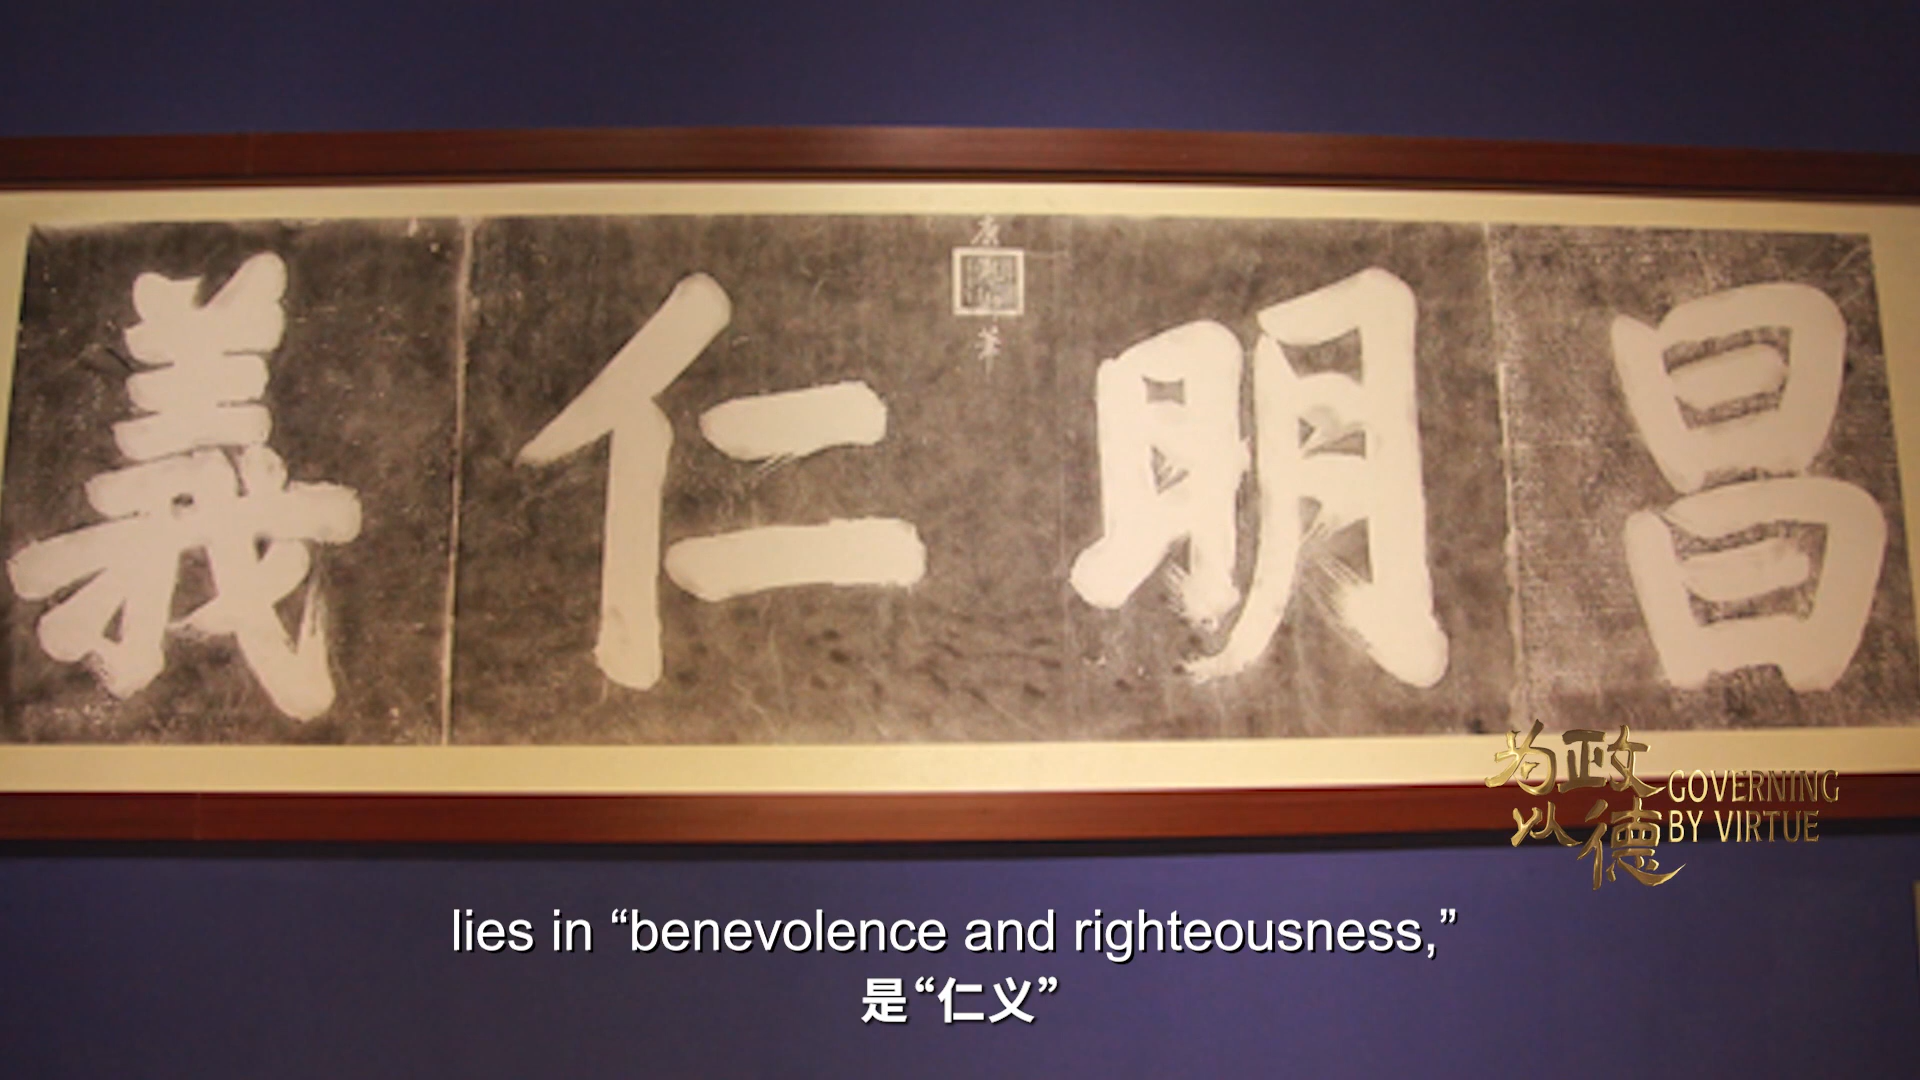 昌明仁義
为政
以德
GOVERNING
BY VIRTUE
lies in “benevolence and righteousness,”
是“仁义”